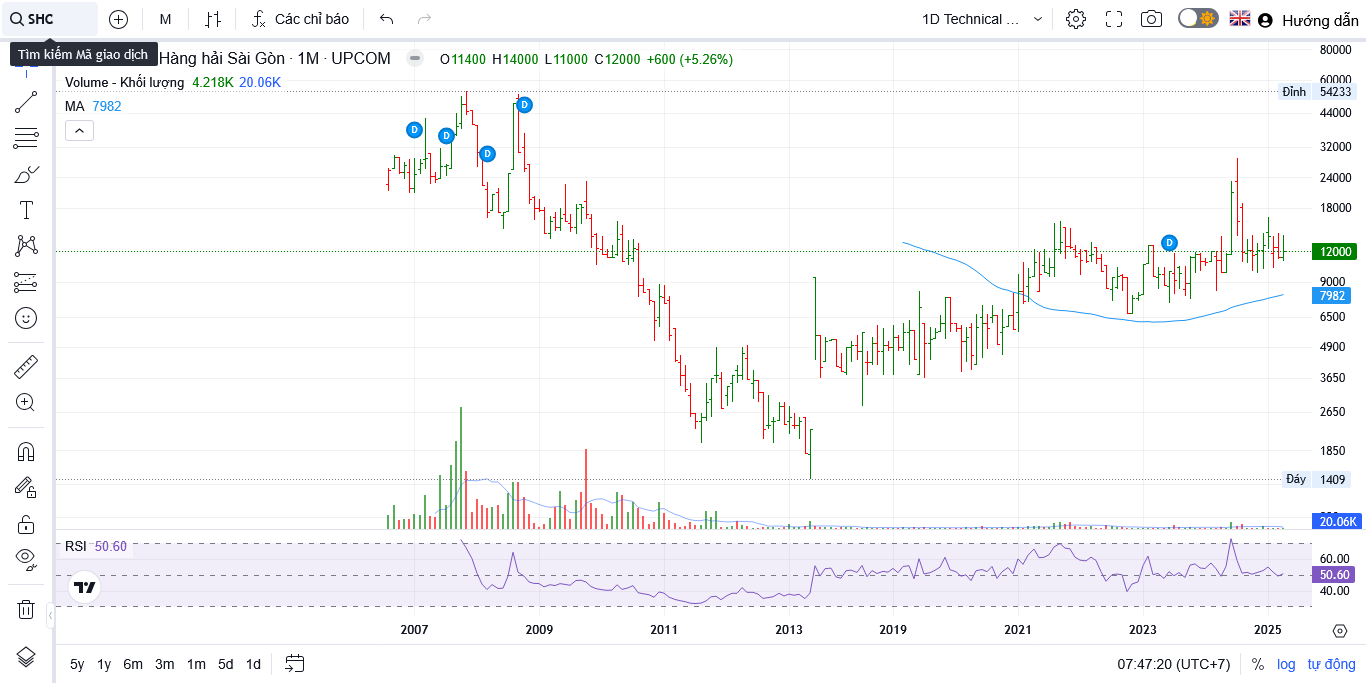 SHC
M
Các chỉ báo
1D Technical ...
Hướng dẫn
Tìm kiếm Mã giao dịch
Hàng hải Sài Gòn · 1M · UPCOM
O11400 H14000 L11000 C12000 +600 (+5.26%)
Volume - Khối lượng 4.218K 20.06K
MA 7982
80000
60000
Đỉnh 54233
44000
32000
24000
18000
12000
9000
7982
6500
4900
3650
2650
1850
Đáy 1409
20.06K
D
D
D
D
D
RSI 50.60
60.00
50.60
40.00
2007 2009 2011 2013 2019 2021 2023 2025
5y 1y 6m 3m 1m 5d 1d
07:47:20 (UTC+7) % log tự động